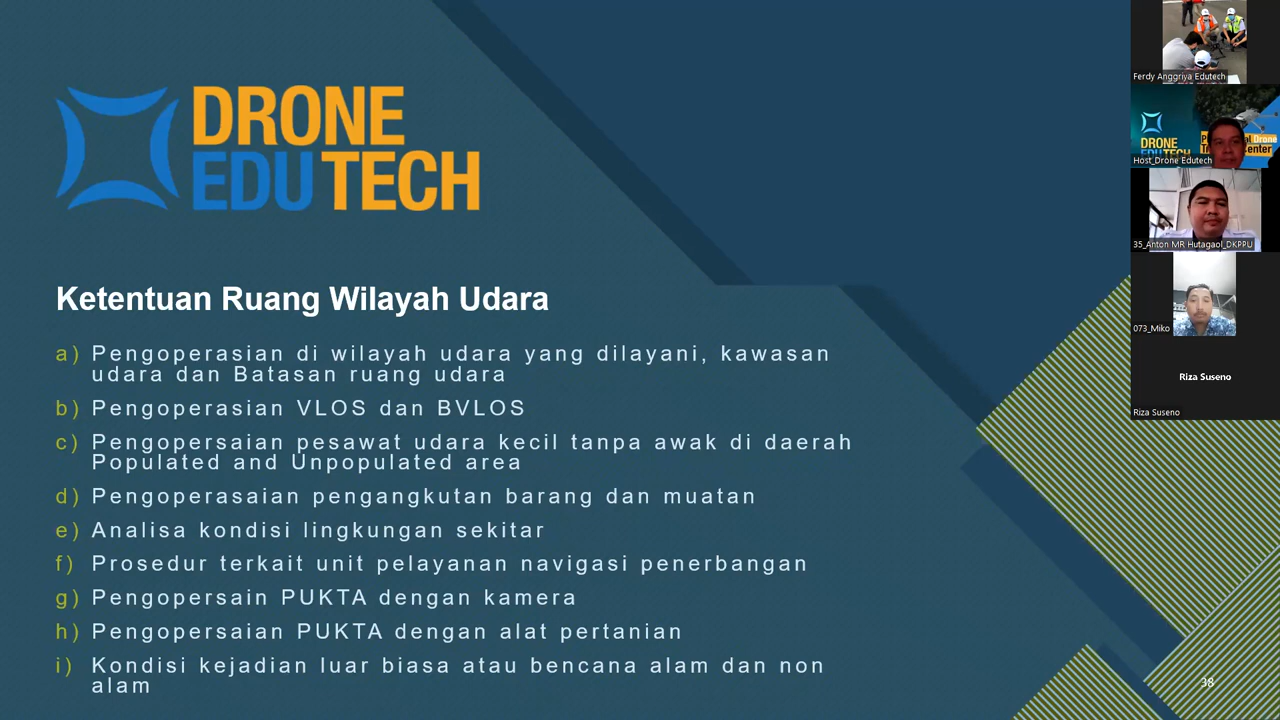 DRONE
EDUTECH
Ketentuan Ruang Wilayah Udara
a) Pengoperasian di wilayah udara yang dilayani, kawasan
udara dan Batasan ruang udara
b) Pengoperasian VLOS dan BVLOS
c) Pengopersaian pesawat udara kecil tanpa awak di daerah
Populated and Unpopulated area
d) Pengoperasaian pengangkutan barang dan muatan
e) Analisa kondisi lingkungan sekitar
f) Prosedur terkait unit pelayanan navigasi penerbangan
g) Pengopersain PUKTA dengan kamera
h) Pengopersaian PUKTA dengan alat pertanian
i) Kondisi kejadian luar biasa atau bencana alam dan non
alam
38
Ferdy Anggriya Edutech
DRONE
Drone
Center
Host_Drone Edutech
35_Anton MR Hutagaol_DKPPU
073_Miko
Riza Suseno
Riza Suseno